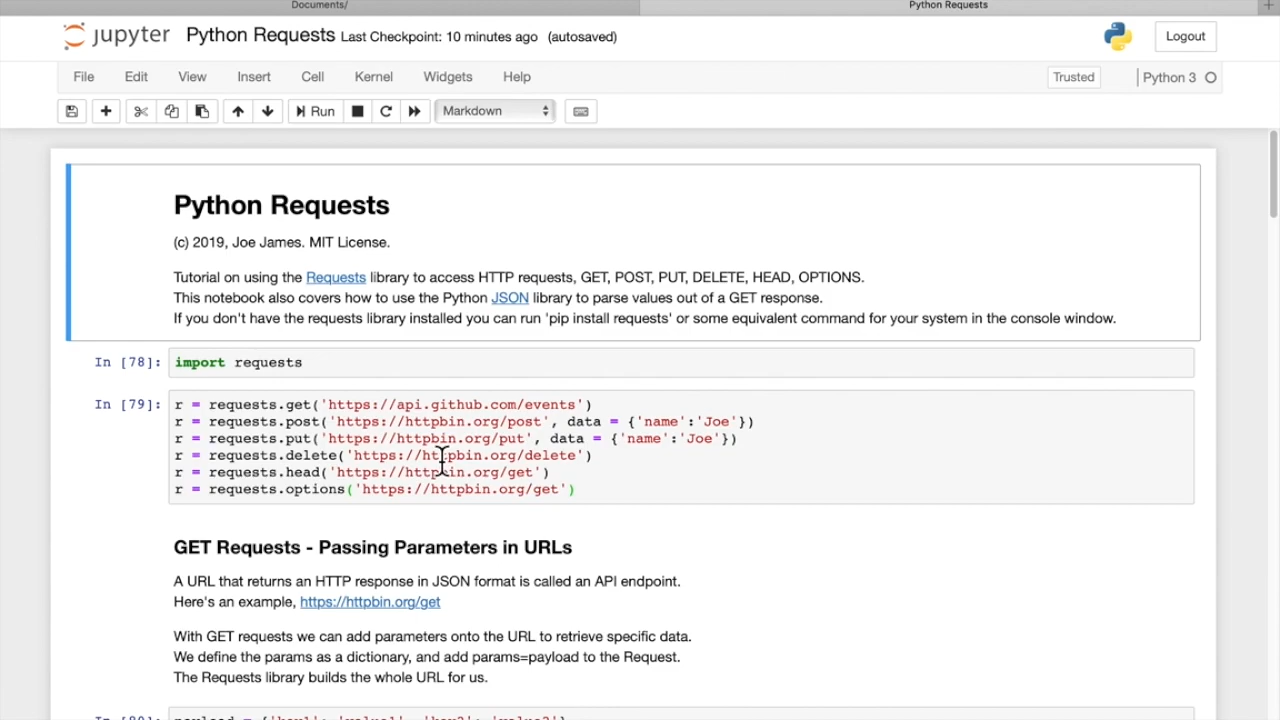 Documents/
Python Requests
jupyter Python Requests Last Checkpoint: 10 minutes ago (autosaved)
Logout
File Edit View Insert Cell Kernel Widgets Help
Trusted
Python 3
Run
Markdown
Python Requests
(c) 2019, Joe James. MIT License.
Tutorial on using the Requests library to access HTTP requests, GET, POST, PUT, DELETE, HEAD, OPTIONS.
This notebook also covers how to use the Python JSON library to parse values out of a GET response.
If you don't have the requests library installed you can run 'pip install requests' or some equivalent command for your system in the console window.
In [78]: import requests
In [79]: r = requests.get('https://api.github.com/events')
r = requests.post('https://httpbin.org/post', data = {'name':'Joe'})
r = requests.put('https://httpbin.org/put', data = {'name':'Joe'})
r = requests.delete('https://httpbin.org/delete')
r = requests.head('https://httpbin.org/get')
r = requests.options('https://httpbin.org/get')
GET Requests - Passing Parameters in URLs
A URL that returns an HTTP response in JSON format is called an API endpoint.
Here's an example, https://httpbin.org/get
With GET requests we can add parameters onto the URL to retrieve specific data.
We define the params as a dictionary, and add params=payload to the Request.
The Requests library builds the whole URL for us.
In [80]: payload = {'key1': 'value1', 'key2': 'value2'}